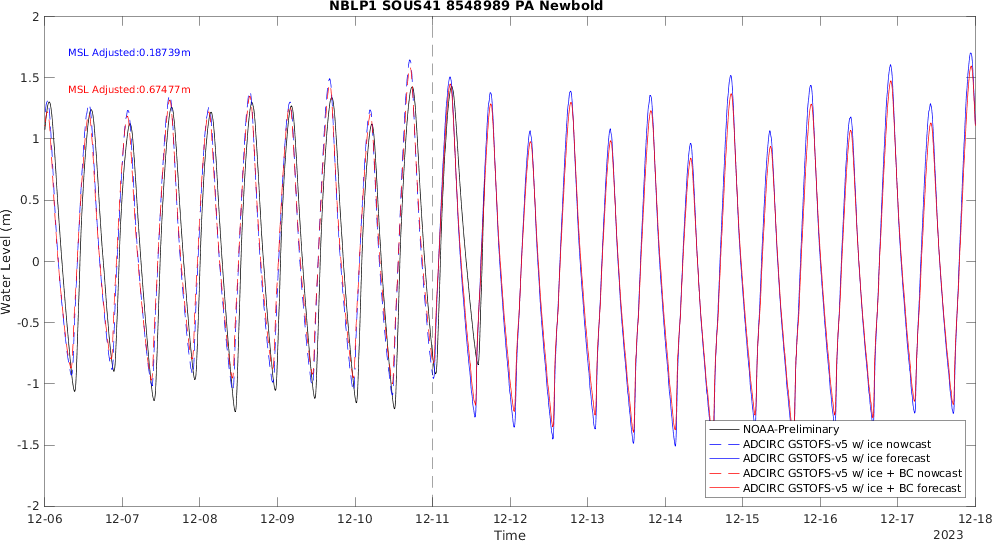 NBLP1 SOUS41 8548989 PA Newbold
2
1.5
1
0.5
0
-0.5
-1
-1.5
-2
Water Level (m)
MSL Adjusted:0.18739m
MSL Adjusted:0.67477m
NOAA-Preliminary
ADCIRC GSTOFS-v5 w/ ice nowcast
ADCIRC GSTOFS-v5 w/ ice forecast
ADCIRC GSTOFS-v5 w/ ice + BC nowcast
ADCIRC GSTOFS-v5 w/ ice + BC forecast
12-06 12-07 12-08 12-09 12-10 12-11 12-12 12-13 12-14 12-15 12-16 12-17 12-18
Time
2023